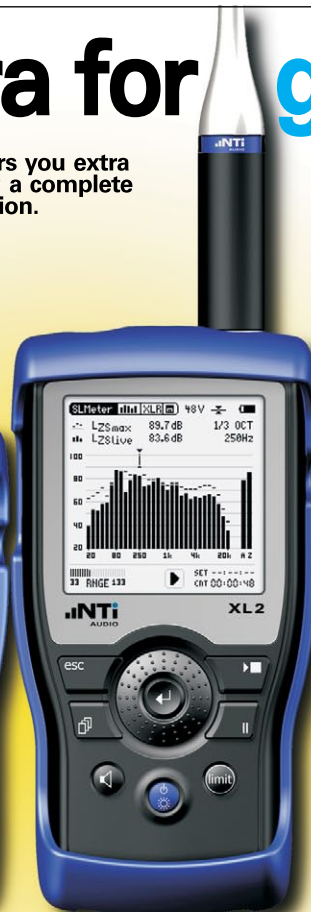 ra for g
rs you extra
a complete
ion.
NTi
AUDIO
SLMeter XLR 48V
LZSmax 89.7dB 1/3 OCT
LZSlive 83.6dB 250Hz
100
80
60
40
20
20 80 250 1k 4k 20k A Z
33 RNGE 133
SET --:--:--
CNT 00:00:48
NTi
AUDIO
XL2
esc
limit